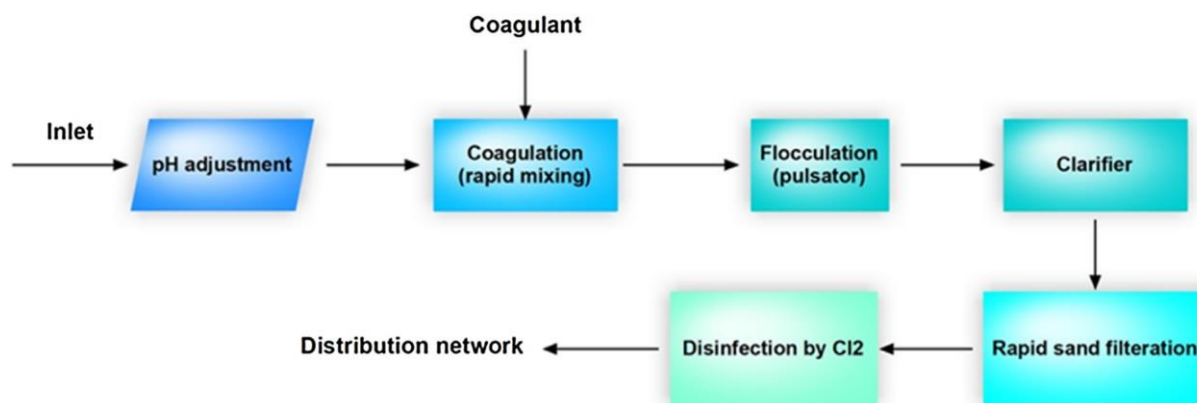 Coagulant
Inlet
pH adjustment
Coagulation
(rapid mixing)
Flocculation
(pulsator)
Clarifier
Distribution network
Disinfection by Cl2
Rapid sand filteration